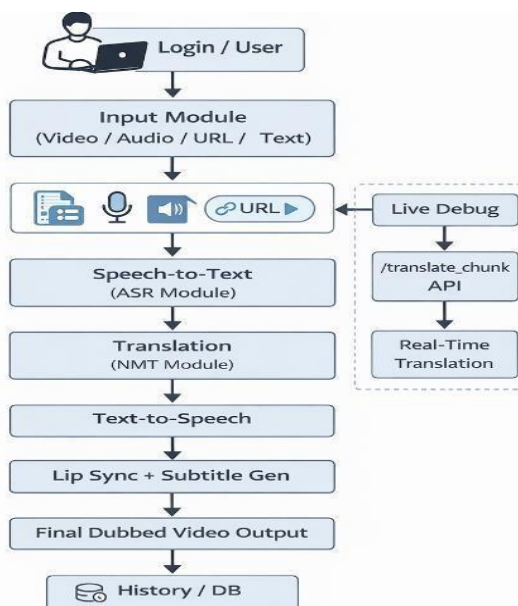 Login / User
Input Module
(Video / Audio / URL / Text)
URL
Speech-to-Text
(ASR Module)
Translation
(NMT Module)
Text-to-Speech
Lip Sync + Subtitle Gen
Final Dubbed Video Output
History / DB
Live Debug
/translate_chunk
API
Real-Time
Translation